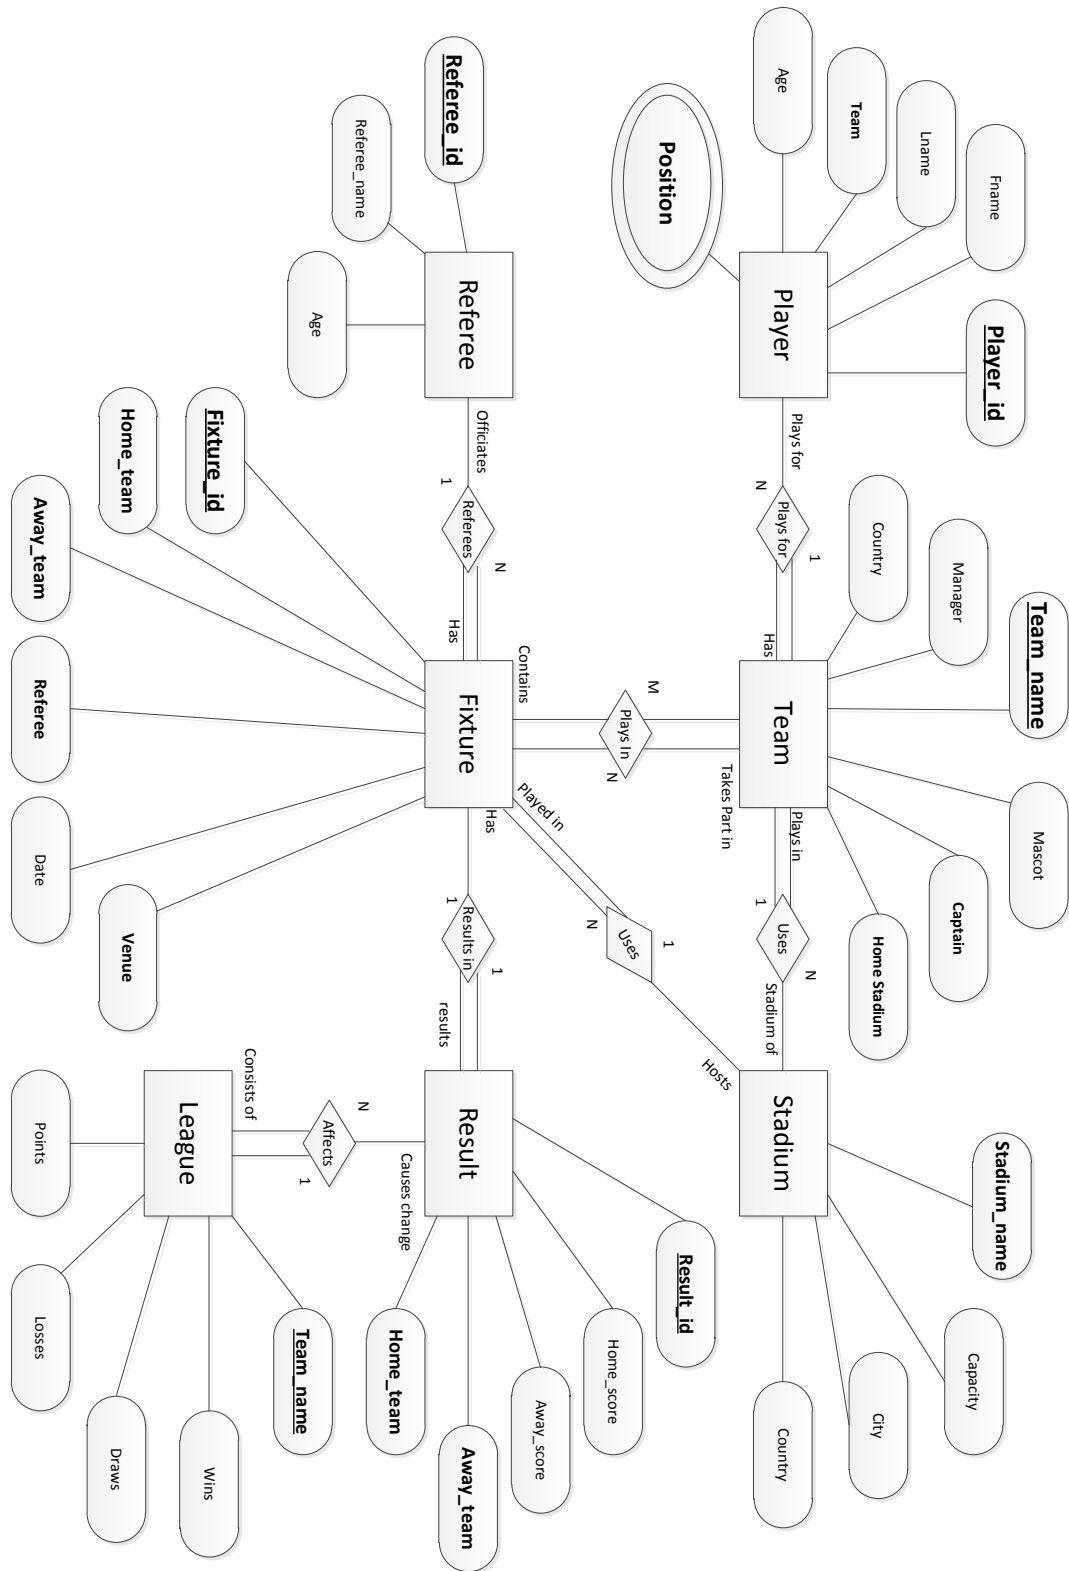 Player_id
Fname
Lname
Team
Age
Position
Player
Plays for
N
Plays for
1
Has
Team_name
Manager
Country
Mascot
Captain
Home Stadium
Team
Plays in
1
Uses
N
Stadium of
Stadium_name
Capacity
City
Country
Stadium
Takes Part in
M
Plays In
N
Contains
Played in
N
Uses
1
Hosts
Referee_id
Referee_name
Age
Referee
Officiates
1
Referees
N
Has
Fixture
Fixture_id
Home_team
Away_team
Referee
Date
Venue
Has
1
Results in
1
results
Result
Result_id
Home_score
Away_score
Away_team
Home_team
Causes change
N
Affects
1
Consists of
League
Team_name
Wins
Draws
Losses
Points